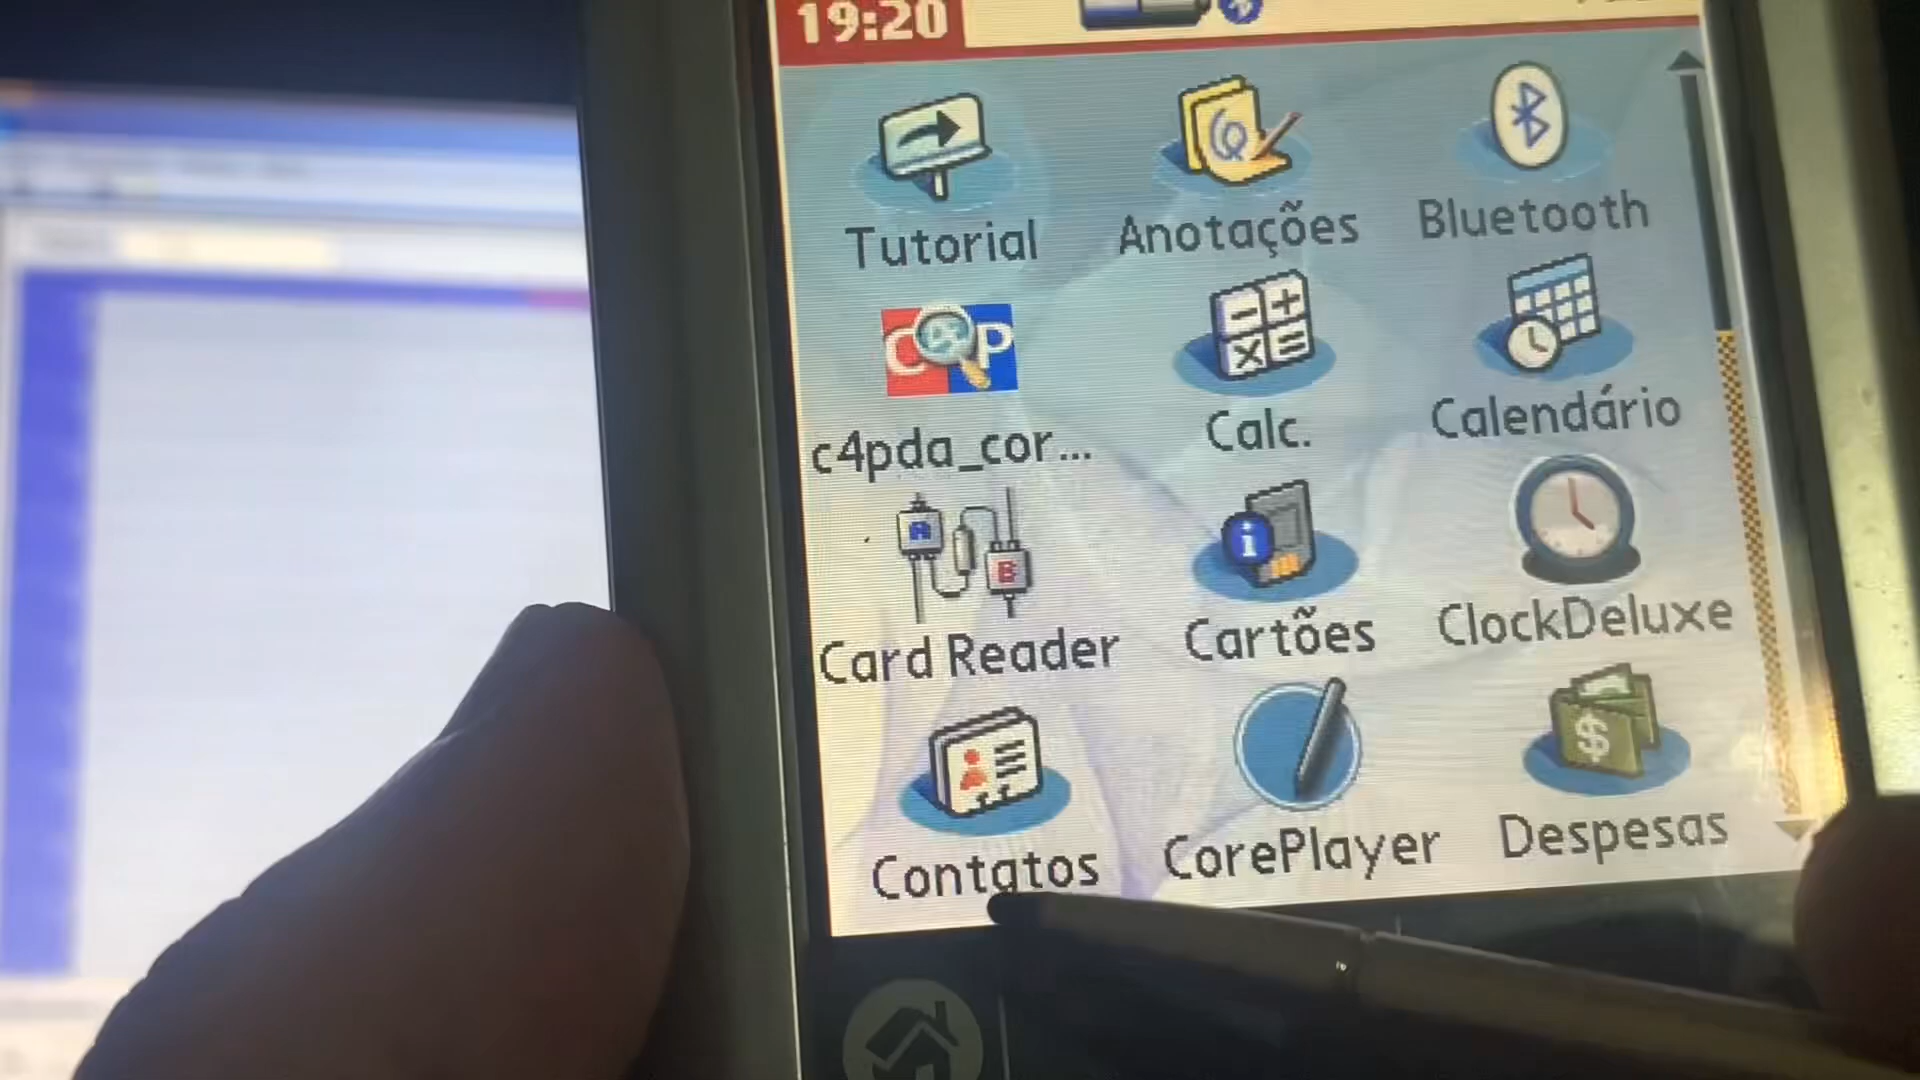 19:20
Tutorial
Anotações
Bluetooth
c4pda_cor...
Calc.
Calendário
A
B
i
Card Reader
Cartões
ClockDeluxe
$
Contatos
CorePlayer
Despesas